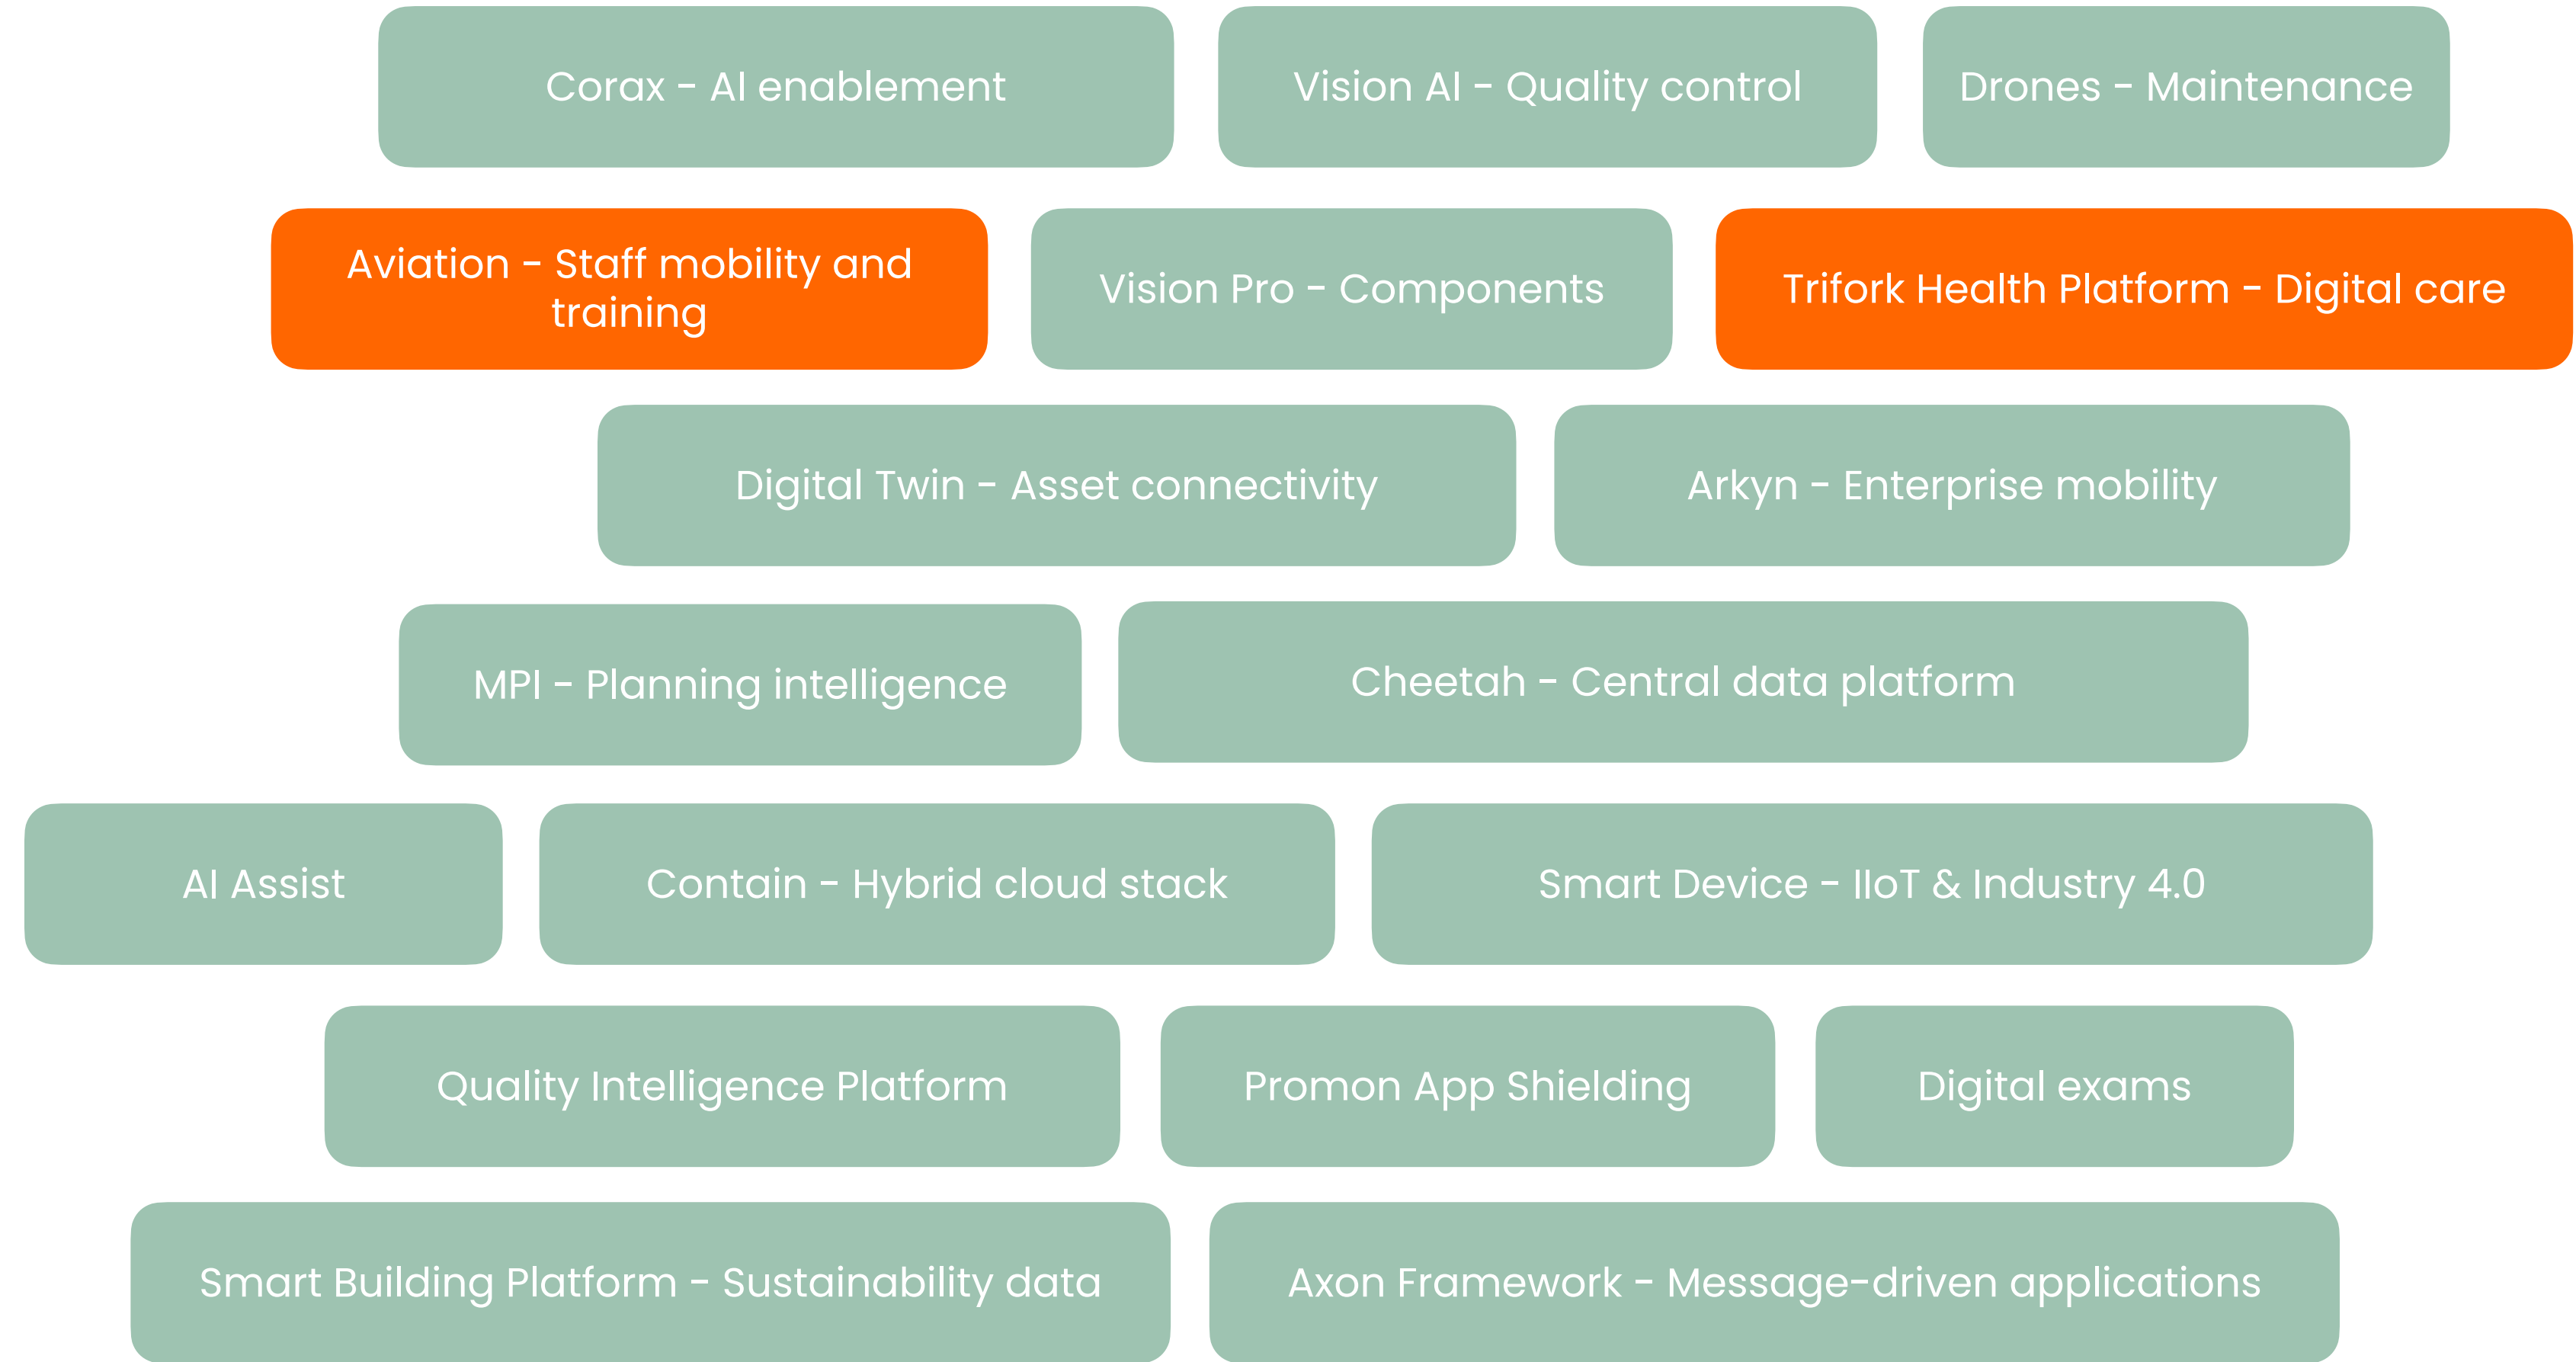 Corax - AI enablement
Vision AI - Quality control
Drones - Maintenance
Aviation - Staff mobility and
training
Vision Pro - Components
Trifork Health Platform - Digital care
Digital Twin - Asset connectivity
Arkyn - Enterprise mobility
MPI - Planning intelligence
Cheetah - Central data platform
AI Assist
Contain - Hybrid cloud stack
Smart Device - IIoT & Industry 4.0
Quality Intelligence Platform
Promon App Shielding
Digital exams
Smart Building Platform - Sustainability data
Axon Framework - Message-driven applications